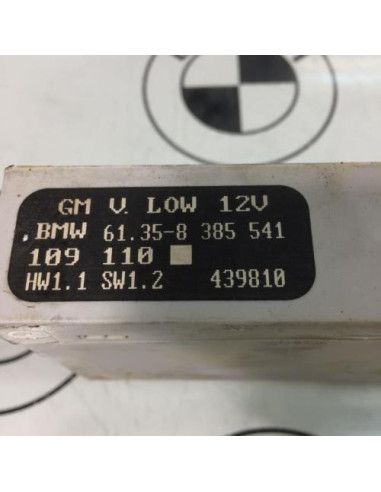 GM V. LOW 12V
BMW 61.35-8 385 541
109 110
HW1.1 SW1.2 439810